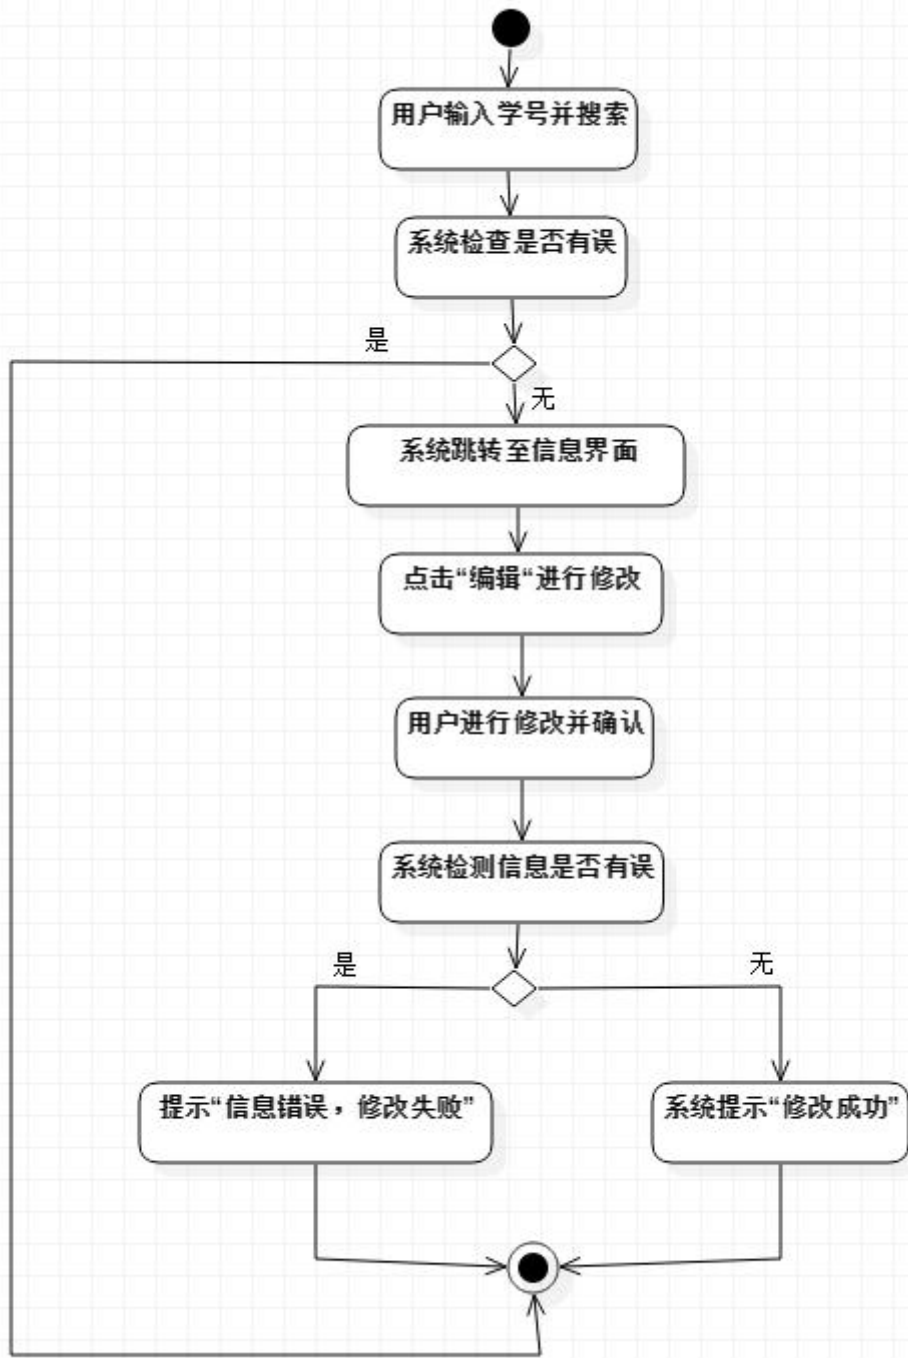 用户输入学号并搜索
系统检查是否有误
是
无
系统跳转至信息界面
点击“编辑“进行修改
用户进行修改并确认
系统检测信息是否有误
是
无
提示“信息错误，修改失败”
系统提示“修改成功”